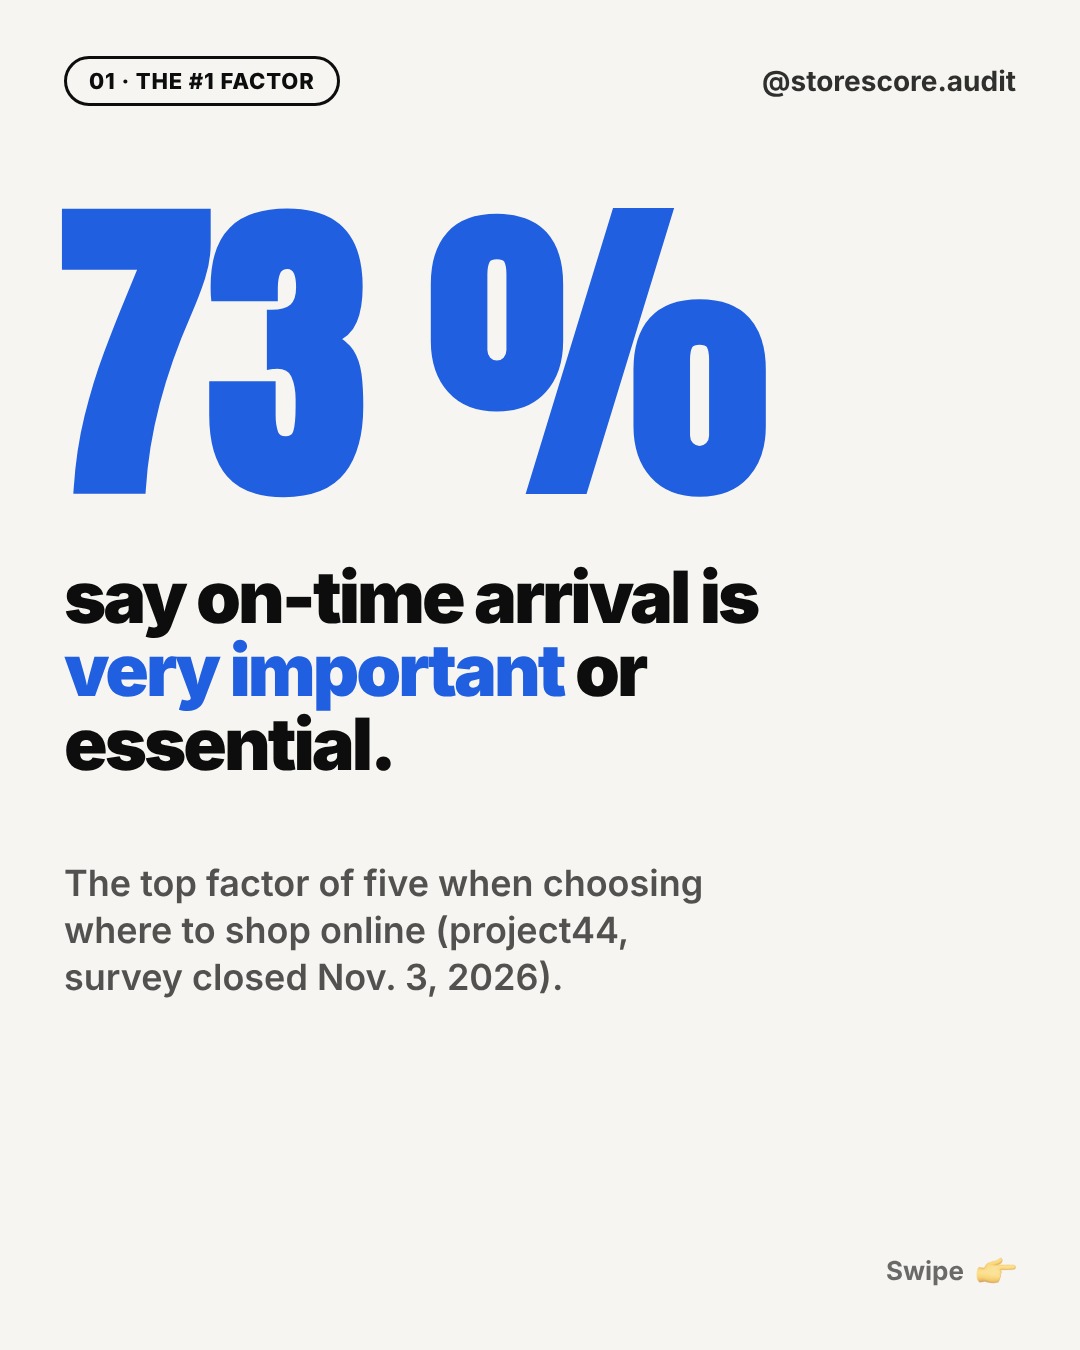 01 · THE #1 FACTOR
@storescore.audit
73 %
say on-time arrival is
very important or
essential.
The top factor of five when choosing
where to shop online (project44,
survey closed Nov. 3, 2026).
Swipe 👉